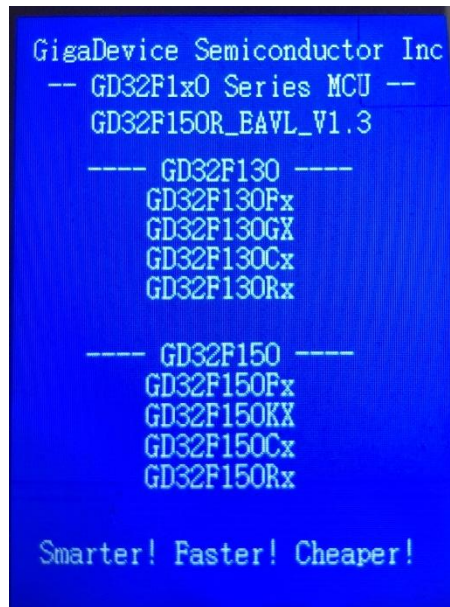 GigaDevice Semiconductor Inc
-- GD32F1x0 Series MCU --
GD32F150R_EAVL_V1.3
---- GD32F130 ----
GD32F130Fx
GD32F130GX
GD32F130Cx
GD32F130Rx
---- GD32F150 ----
GD32F150Fx
GD32F150KX
GD32F150Cx
GD32F150Rx
Smarter! Faster! Cheaper!